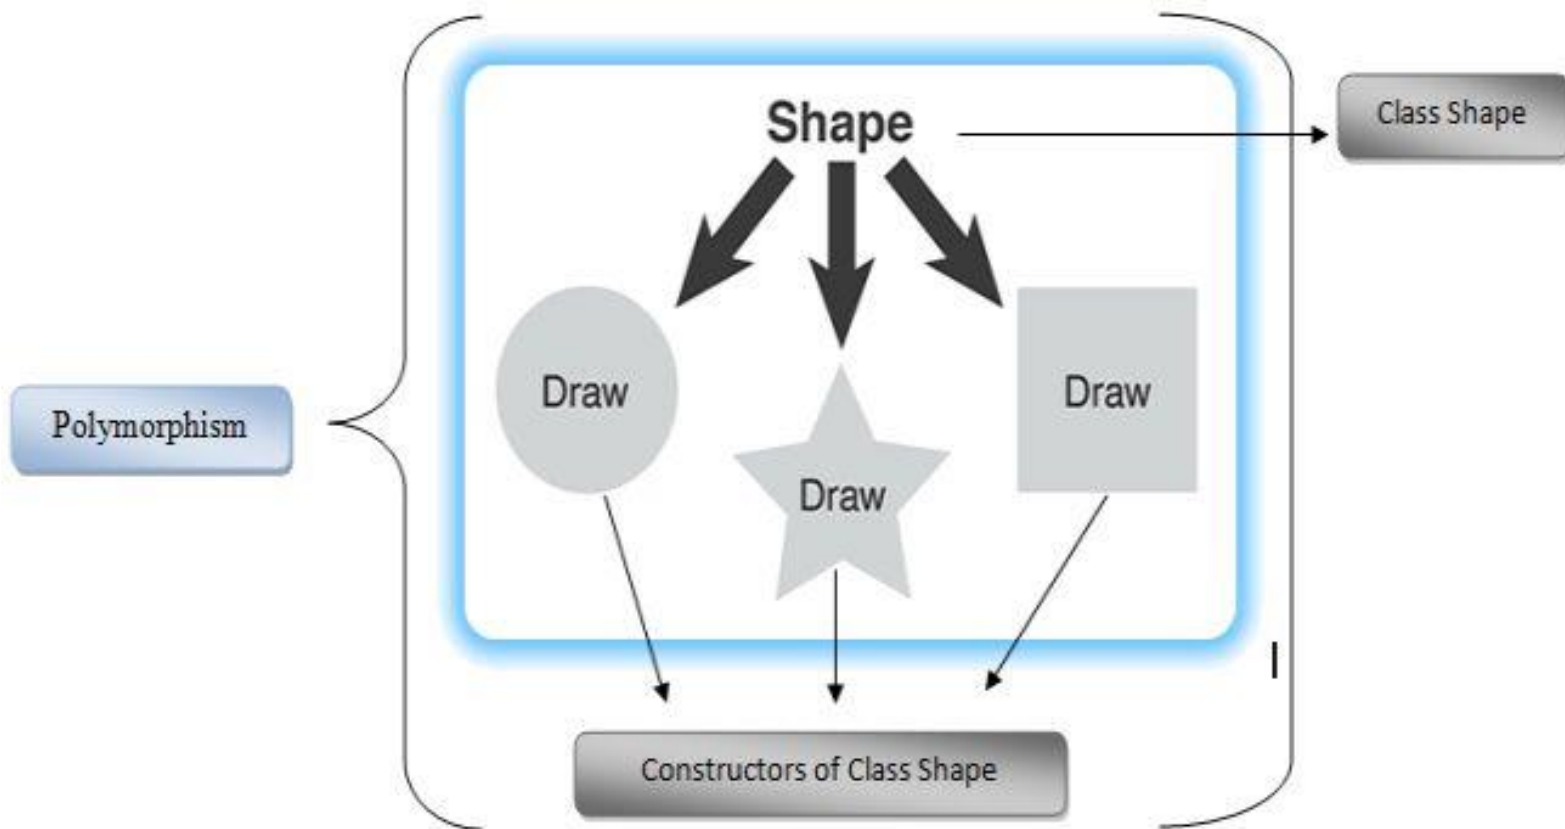 Shape
Class Shape
Draw
Draw
Draw
Polymorphism
Constructors of Class Shape